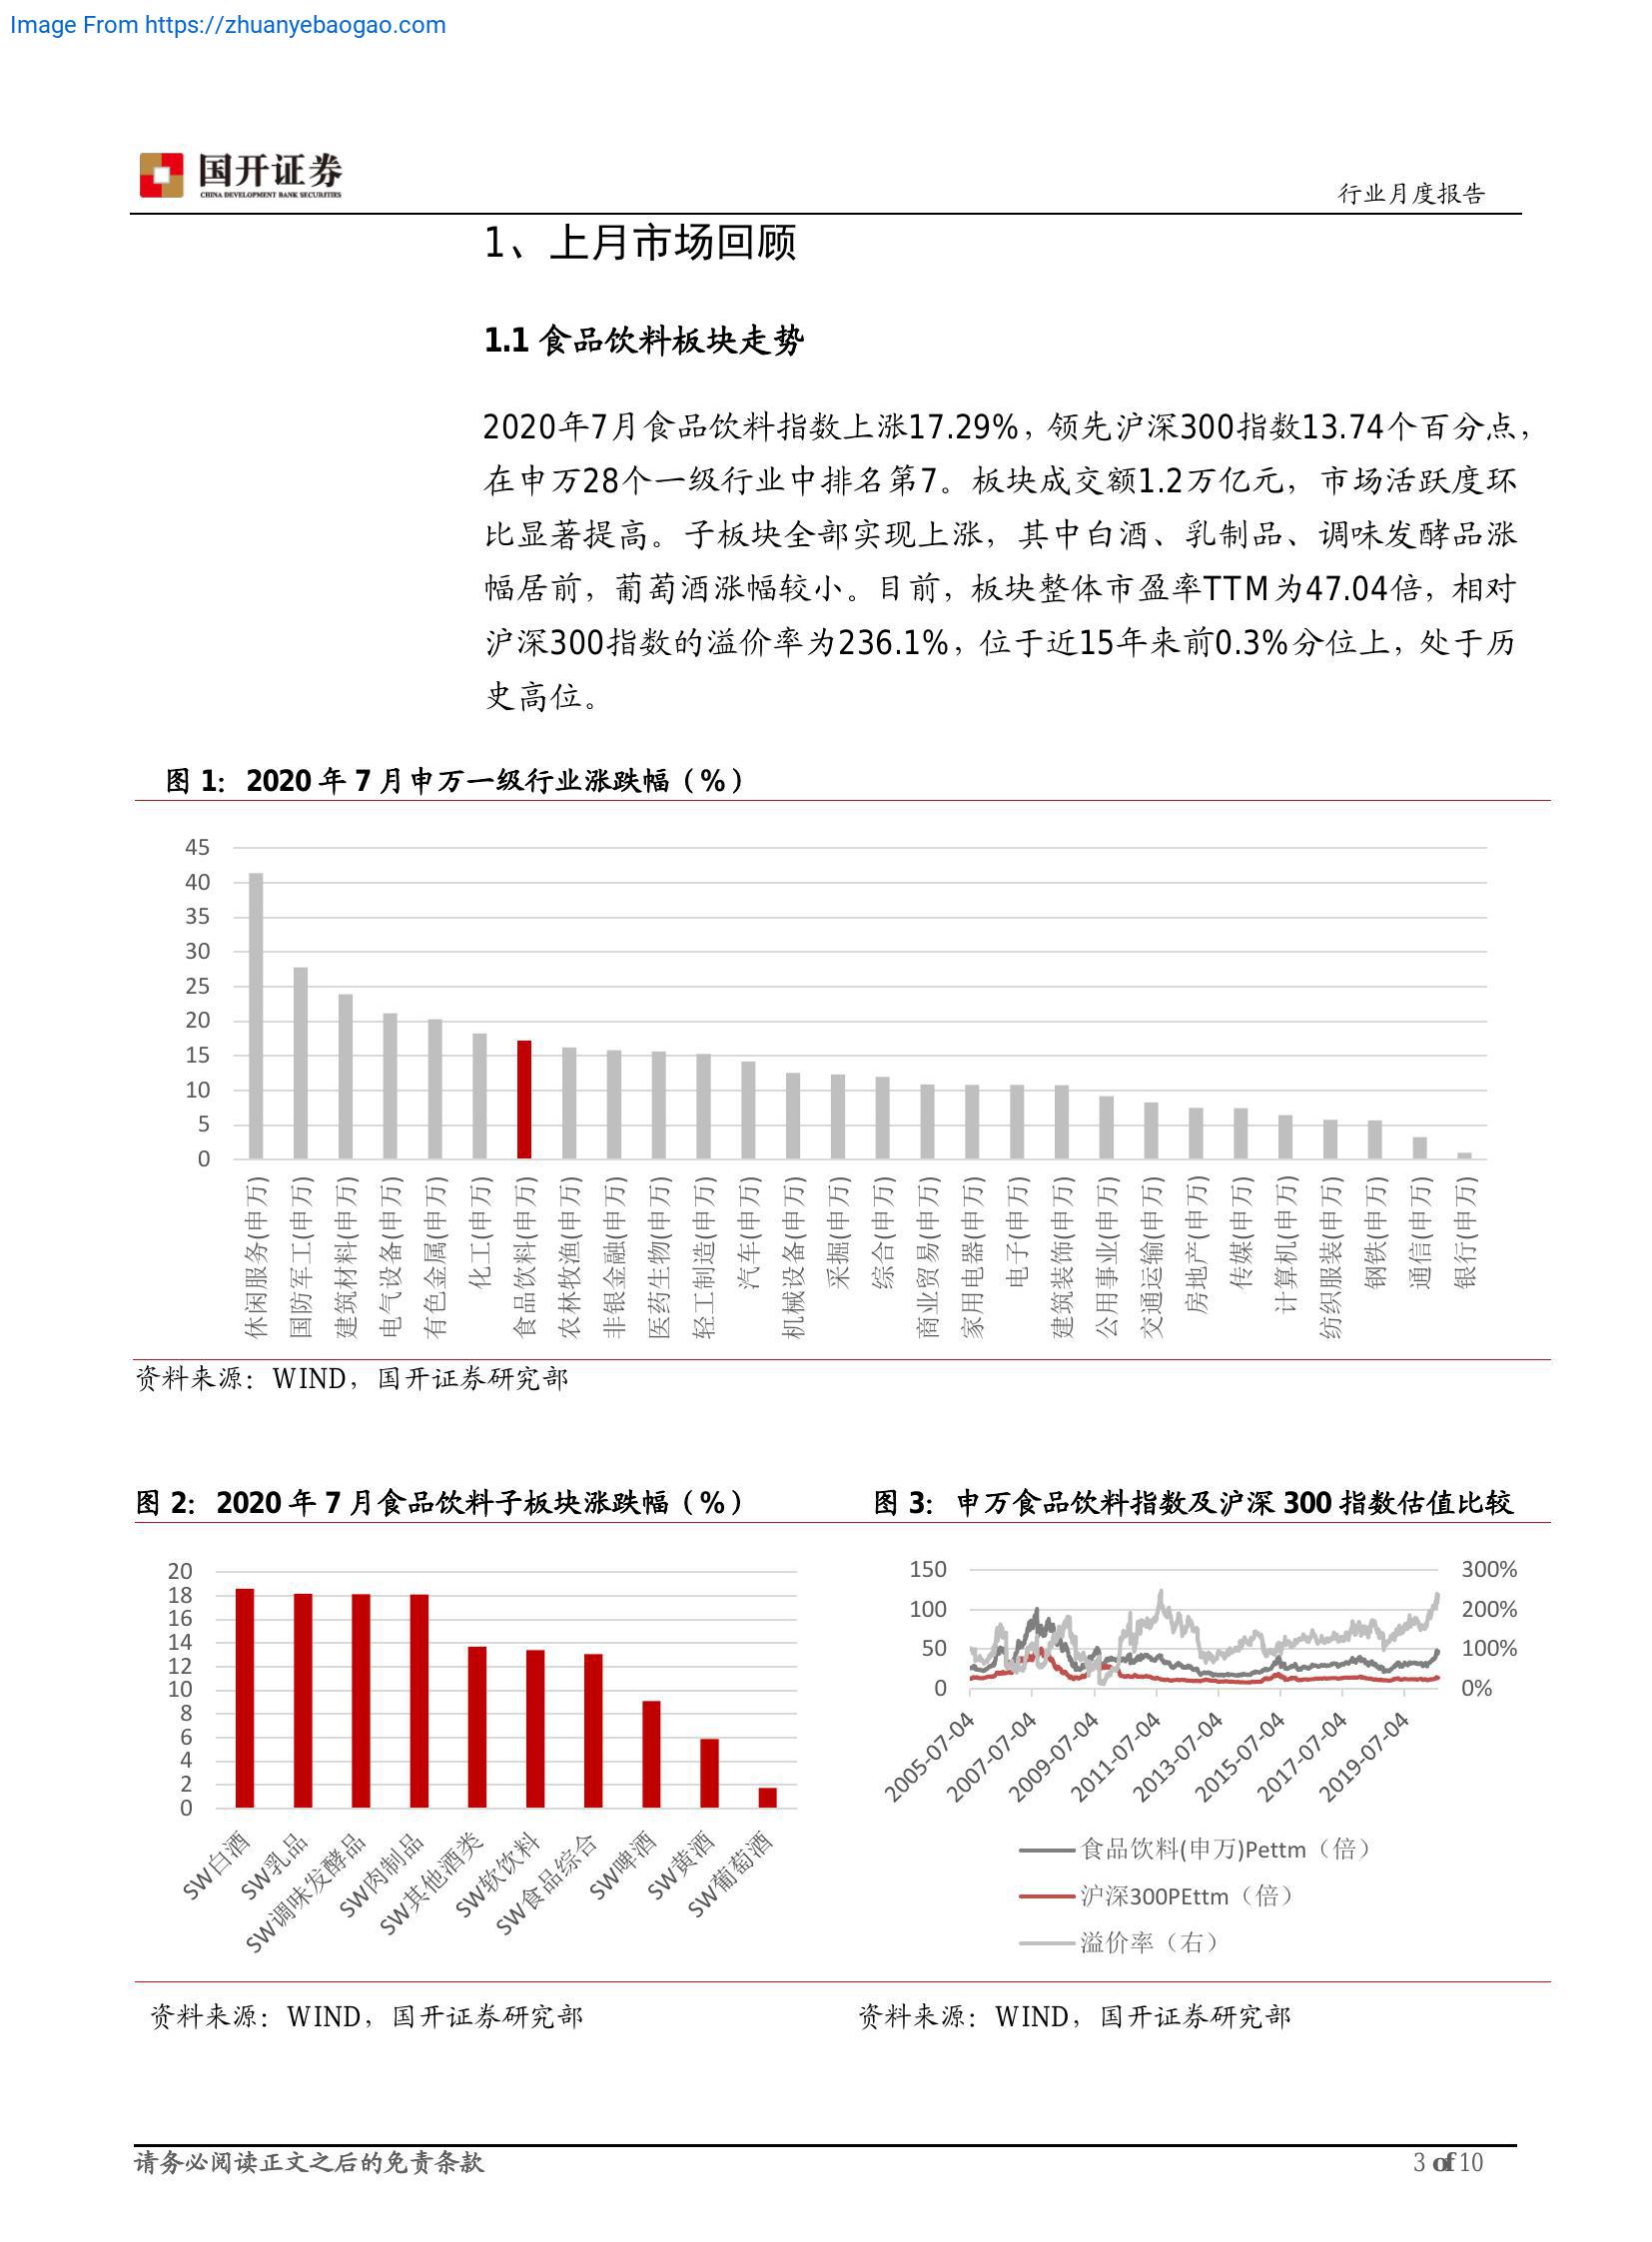 Image From https://zhuanyebaogao.com
国开证券
CHINA DEVELOPMENT BANK SECURITIES
行业月度报告
1、上月市场回顾
1.1 食品饮料板块走势
2020年7月食品饮料指数上涨17.29%，领先沪深300指数13.74个百分点，
在申万28个一级行业中排名第7。板块成交额1.2万亿元，市场活跃度环
比显著提高。子板块全部实现上涨，其中白酒、乳制品、调味发酵品涨
幅居前，葡萄酒涨幅较小。目前，板块整体市盈率TTM为47.04倍，相对
沪深300指数的溢价率为236.1%，位于近15年来前0.3%分位上，处于历
史高位。
图 1：2020 年 7 月申万一级行业涨跌幅（%）
45
40
35
30
25
20
15
10
5
0
休闲服务(申万)
国防军工(申万)
建筑材料(申万)
电气设备(申万)
有色金属(申万)
化工(申万)
食品饮料(申万)
农林牧渔(申万)
非银金融(申万)
医药生物(申万)
轻工制造(申万)
汽车(申万)
机械设备(申万)
采掘(申万)
综合(申万)
商业贸易(申万)
家用电器(申万)
电子(申万)
建筑装饰(申万)
公用事业(申万)
交通运输(申万)
房地产(申万)
传媒(申万)
计算机(申万)
纺织服装(申万)
钢铁(申万)
通信(申万)
银行(申万)
资料来源：WIND，国开证券研究部
图 2：2020 年 7 月食品饮料子板块涨跌幅（%）
20
18
16
14
12
10
8
6
4
2
0
SW白酒
SW乳品
SW调味发酵品
SW肉制品
SW其他酒类
SW软饮料
SW食品综合
SW啤酒
SW黄酒
SW葡萄酒
资料来源：WIND，国开证券研究部
图 3：申万食品饮料指数及沪深 300 指数估值比较
150
100
50
0
300%
200%
100%
0%
2005-07-04
2007-07-04
2009-07-04
2011-07-04
2013-07-04
2015-07-04
2017-07-04
2019-07-04
食品饮料(申万)Pettm（倍）
沪深300PEttm（倍）
溢价率（右）
资料来源：WIND，国开证券研究部
请务必阅读正文之后的免责条款
3 of 10